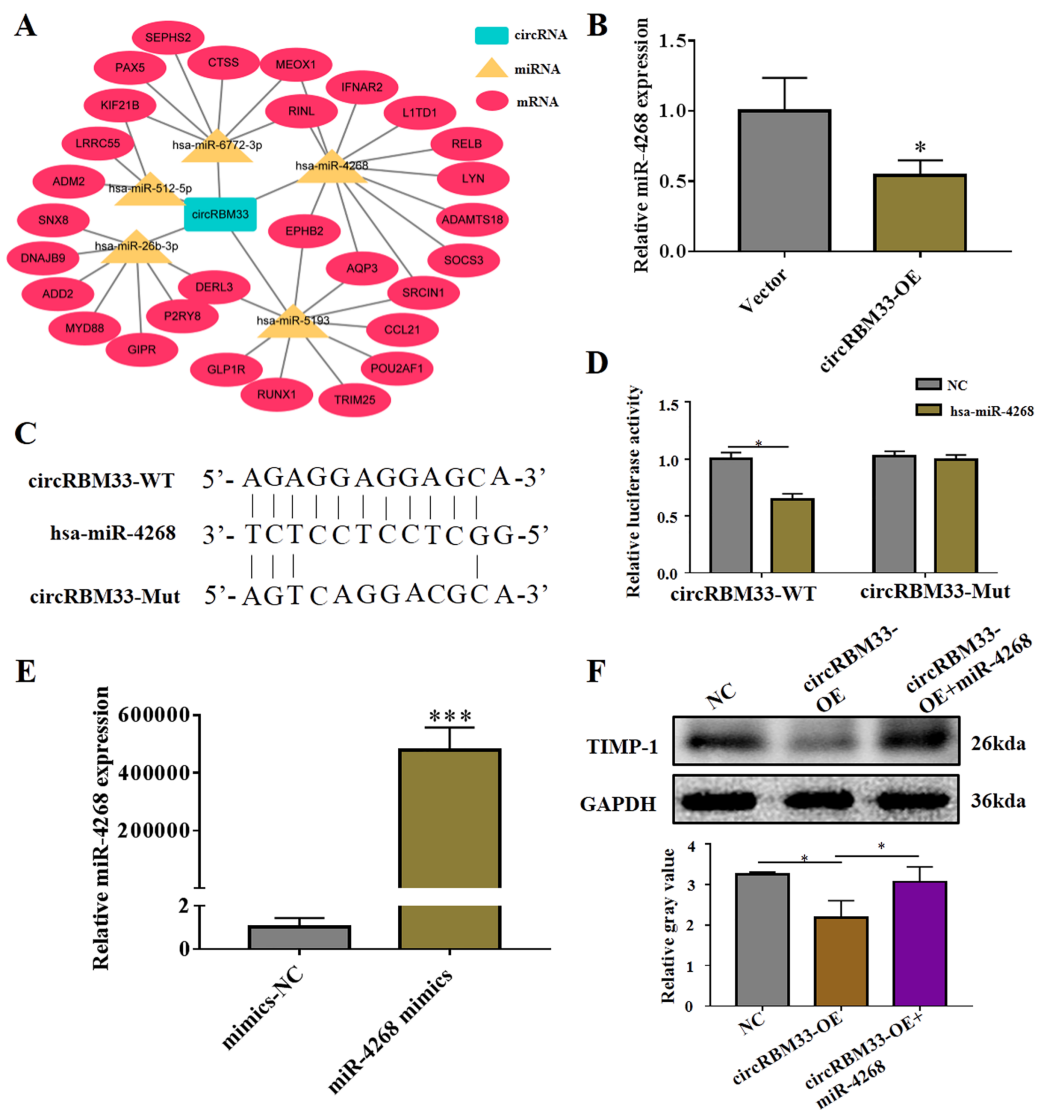 A
SEPHS2
PAX5
CTSS
MEOX1
KIF21B
IFNAR2
RINL
L1TD1
LRRC55
hsa-miR-6772-3p
RELB
hsa-miR-4268
ADM2
hsa-miR-512-5p
LYN
SNX8
circRBM33
ADAMTS18
EPHB2
hsa-miR-26b-3p
DNAJB9
SOCS3
AQP3
ADD2
DERL3
SRCIN1
MYD88
P2RY8
hsa-miR-5193
CCL21
GIPR
GLP1R
POU2AF1
RUNX1
TRIM25
circRNA
miRNA
mRNA
B
Relative miR-4268 expression
1.5
1.0
0.5
0.0
*
Vector
circRBM33-OE
C
circRBM33-WT 5’- AGAGGAGGAGCA-3’
hsa-miR-4268 3’- TCTCCTCCTCGGG-5’
circRBM33-Mut 5’- AGTCAGGACGCA-3’
D
NC
hsa-miR-4268
Relative luciferase activity
1.5
1.0
0.5
0.0
*
circRBM33-WT
circRBM33-Mut
E
Relative miR-4268 expression
600000
400000
200000
2
0
***
mimics-NC
miR-4268 mimics
F
NC
circRBM33-
OE
circRBM33-
OE+miR-4268
TIMP-1
26kda
GAPDH
36kda
Relative gray value
4
3
2
1
0
*
*
NC
circRBM33-OE
circRBM33-OE+
miR-4268